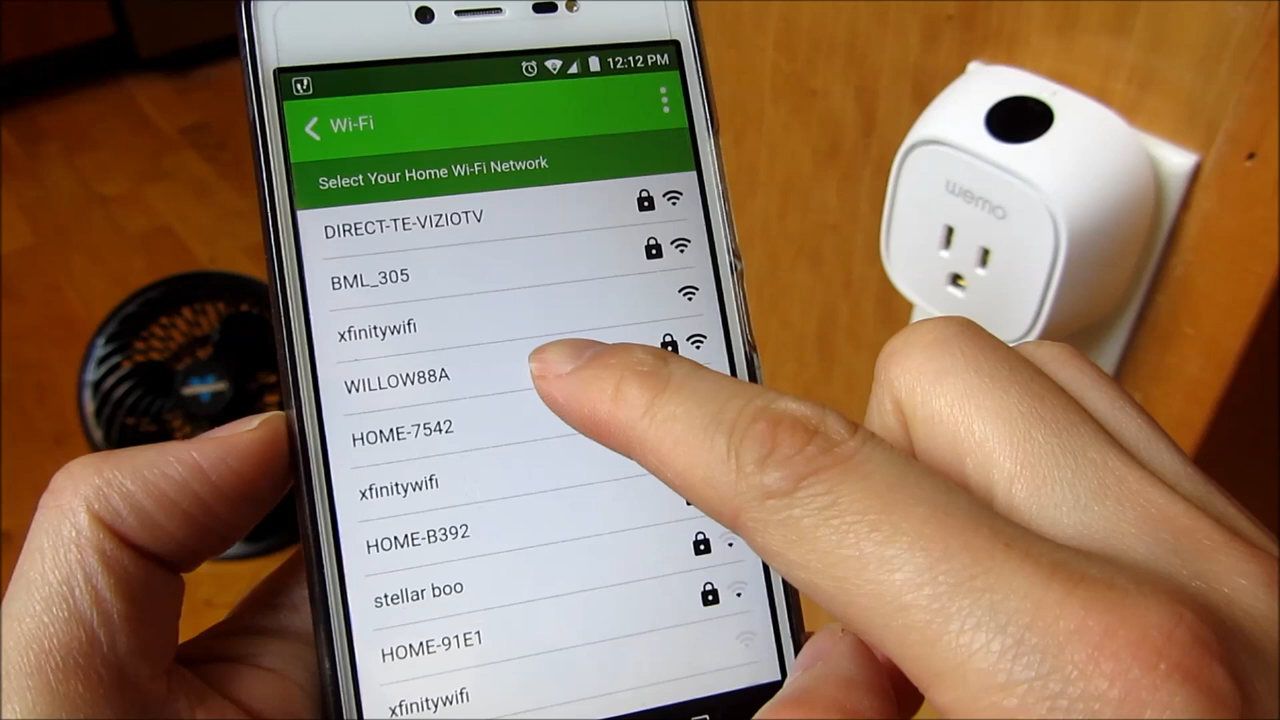 12:12 PM
Wi-Fi
Select Your Home Wi-Fi Network
DIRECT-TE-VIZIOTV
BML_305
xfinitywifi
WILLOW88A
HOME-7542
xfinitywifi
HOME-B392
stellar boo
HOME-91E1
xfinitywifi
wemo